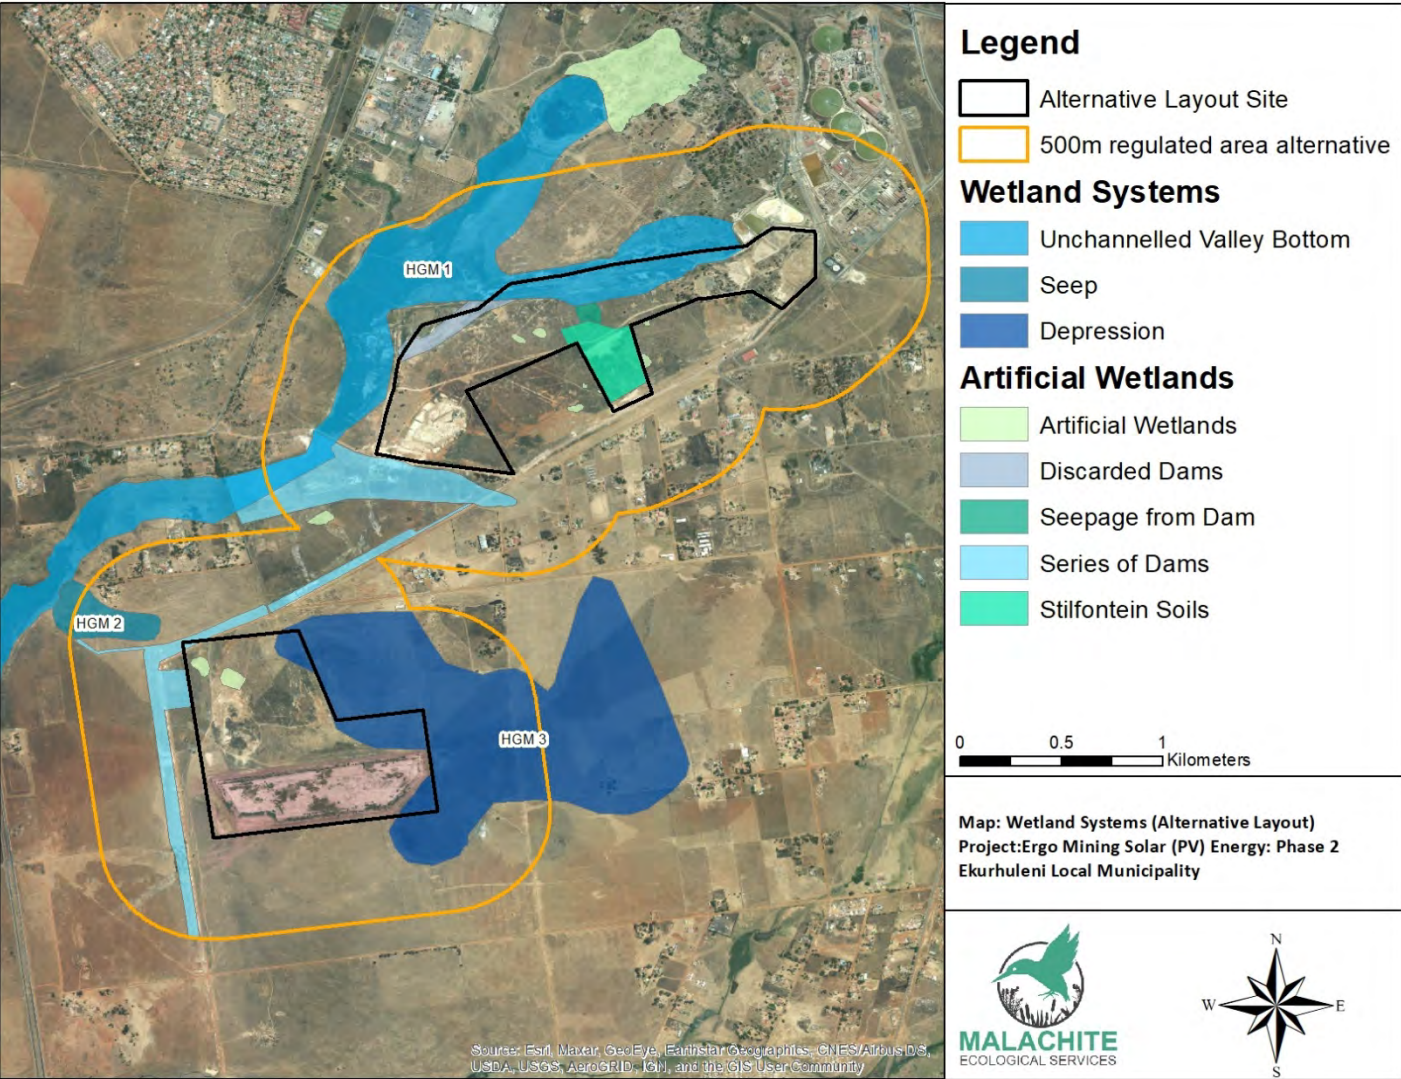 HGM 1
HGM 2
HGM 3
Source: Esri, Maxar, GeoEye, Earthstar Geographics, CNES/Airbus DS,
USDA, USGS, AeroGRID, IGN, and the GIS User Community
Legend
Alternative Layout Site
500m regulated area alternative
Wetland Systems
Unchannelled Valley Bottom
Seep
Depression
Artificial Wetlands
Artificial Wetlands
Discarded Dams
Seepage from Dam
Series of Dams
Stilfontein Soils
0 0.5 1
Kilometers
Map: Wetland Systems (Alternative Layout)
Project:Ergo Mining Solar (PV) Energy: Phase 2
Ekurhuleni Local Municipality
MALACHITE
ECOLOGICAL SERVICES
N
W E
S